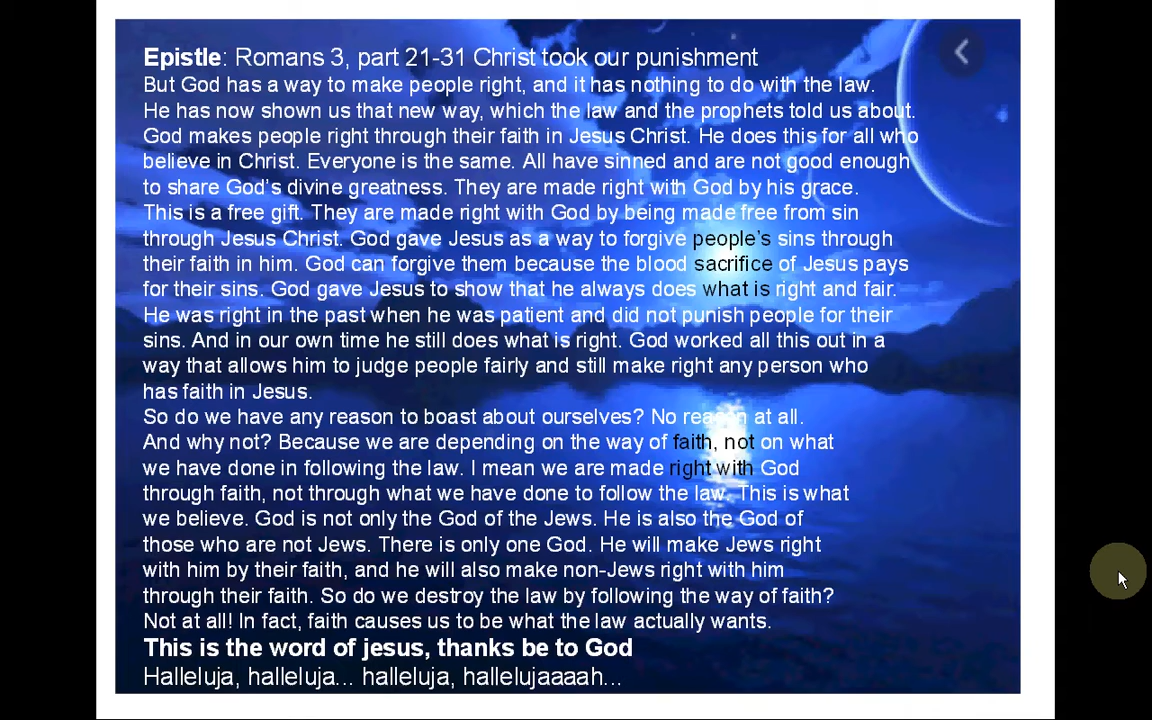 Epistle: Romans 3, part 21-31 Christ took our punishment
But God has a way to make people right, and it has nothing to do with the law.
He has now shown us that new way, which the law and the prophets told us about.
God makes people right through their faith in Jesus Christ. He does this for all who
believe in Christ. Everyone is the same. All have sinned and are not good enough
to share God's divine greatness. They are made right with God by his grace.
This is a free gift. They are made right with God by being made free from sin
through Jesus Christ. God gave Jesus as a way to forgive people's sins through
their faith in him. God can forgive them because the blood sacrifice of Jesus pays
for their sins. God gave Jesus to show that he always does what is right and fair.
He was right in the past when he was patient and did not punish people for their
sins. And in our own time he still does what is right. God worked all this out in a
way that allows him to judge people fairly and still make right any person who
has faith in Jesus.
So do we have any reason to boast about ourselves? No reason at all.
And why not? Because we are depending on the way of faith, not on what
we have done in following the law. I mean we are made right with God
through faith, not through what we have done to follow the law. This is what
we believe. God is not only the God of the Jews. He is also the God of
those who are not Jews. There is only one God. He will make Jews right
with him by their faith, and he will also make non-Jews right with him
through their faith. So do we destroy the law by following the way of faith?
Not at all! In fact, faith causes us to be what the law actually wants.
This is the word of jesus, thanks be to God
Halleluja, halleluja... halleluja, hallelujaaaah...